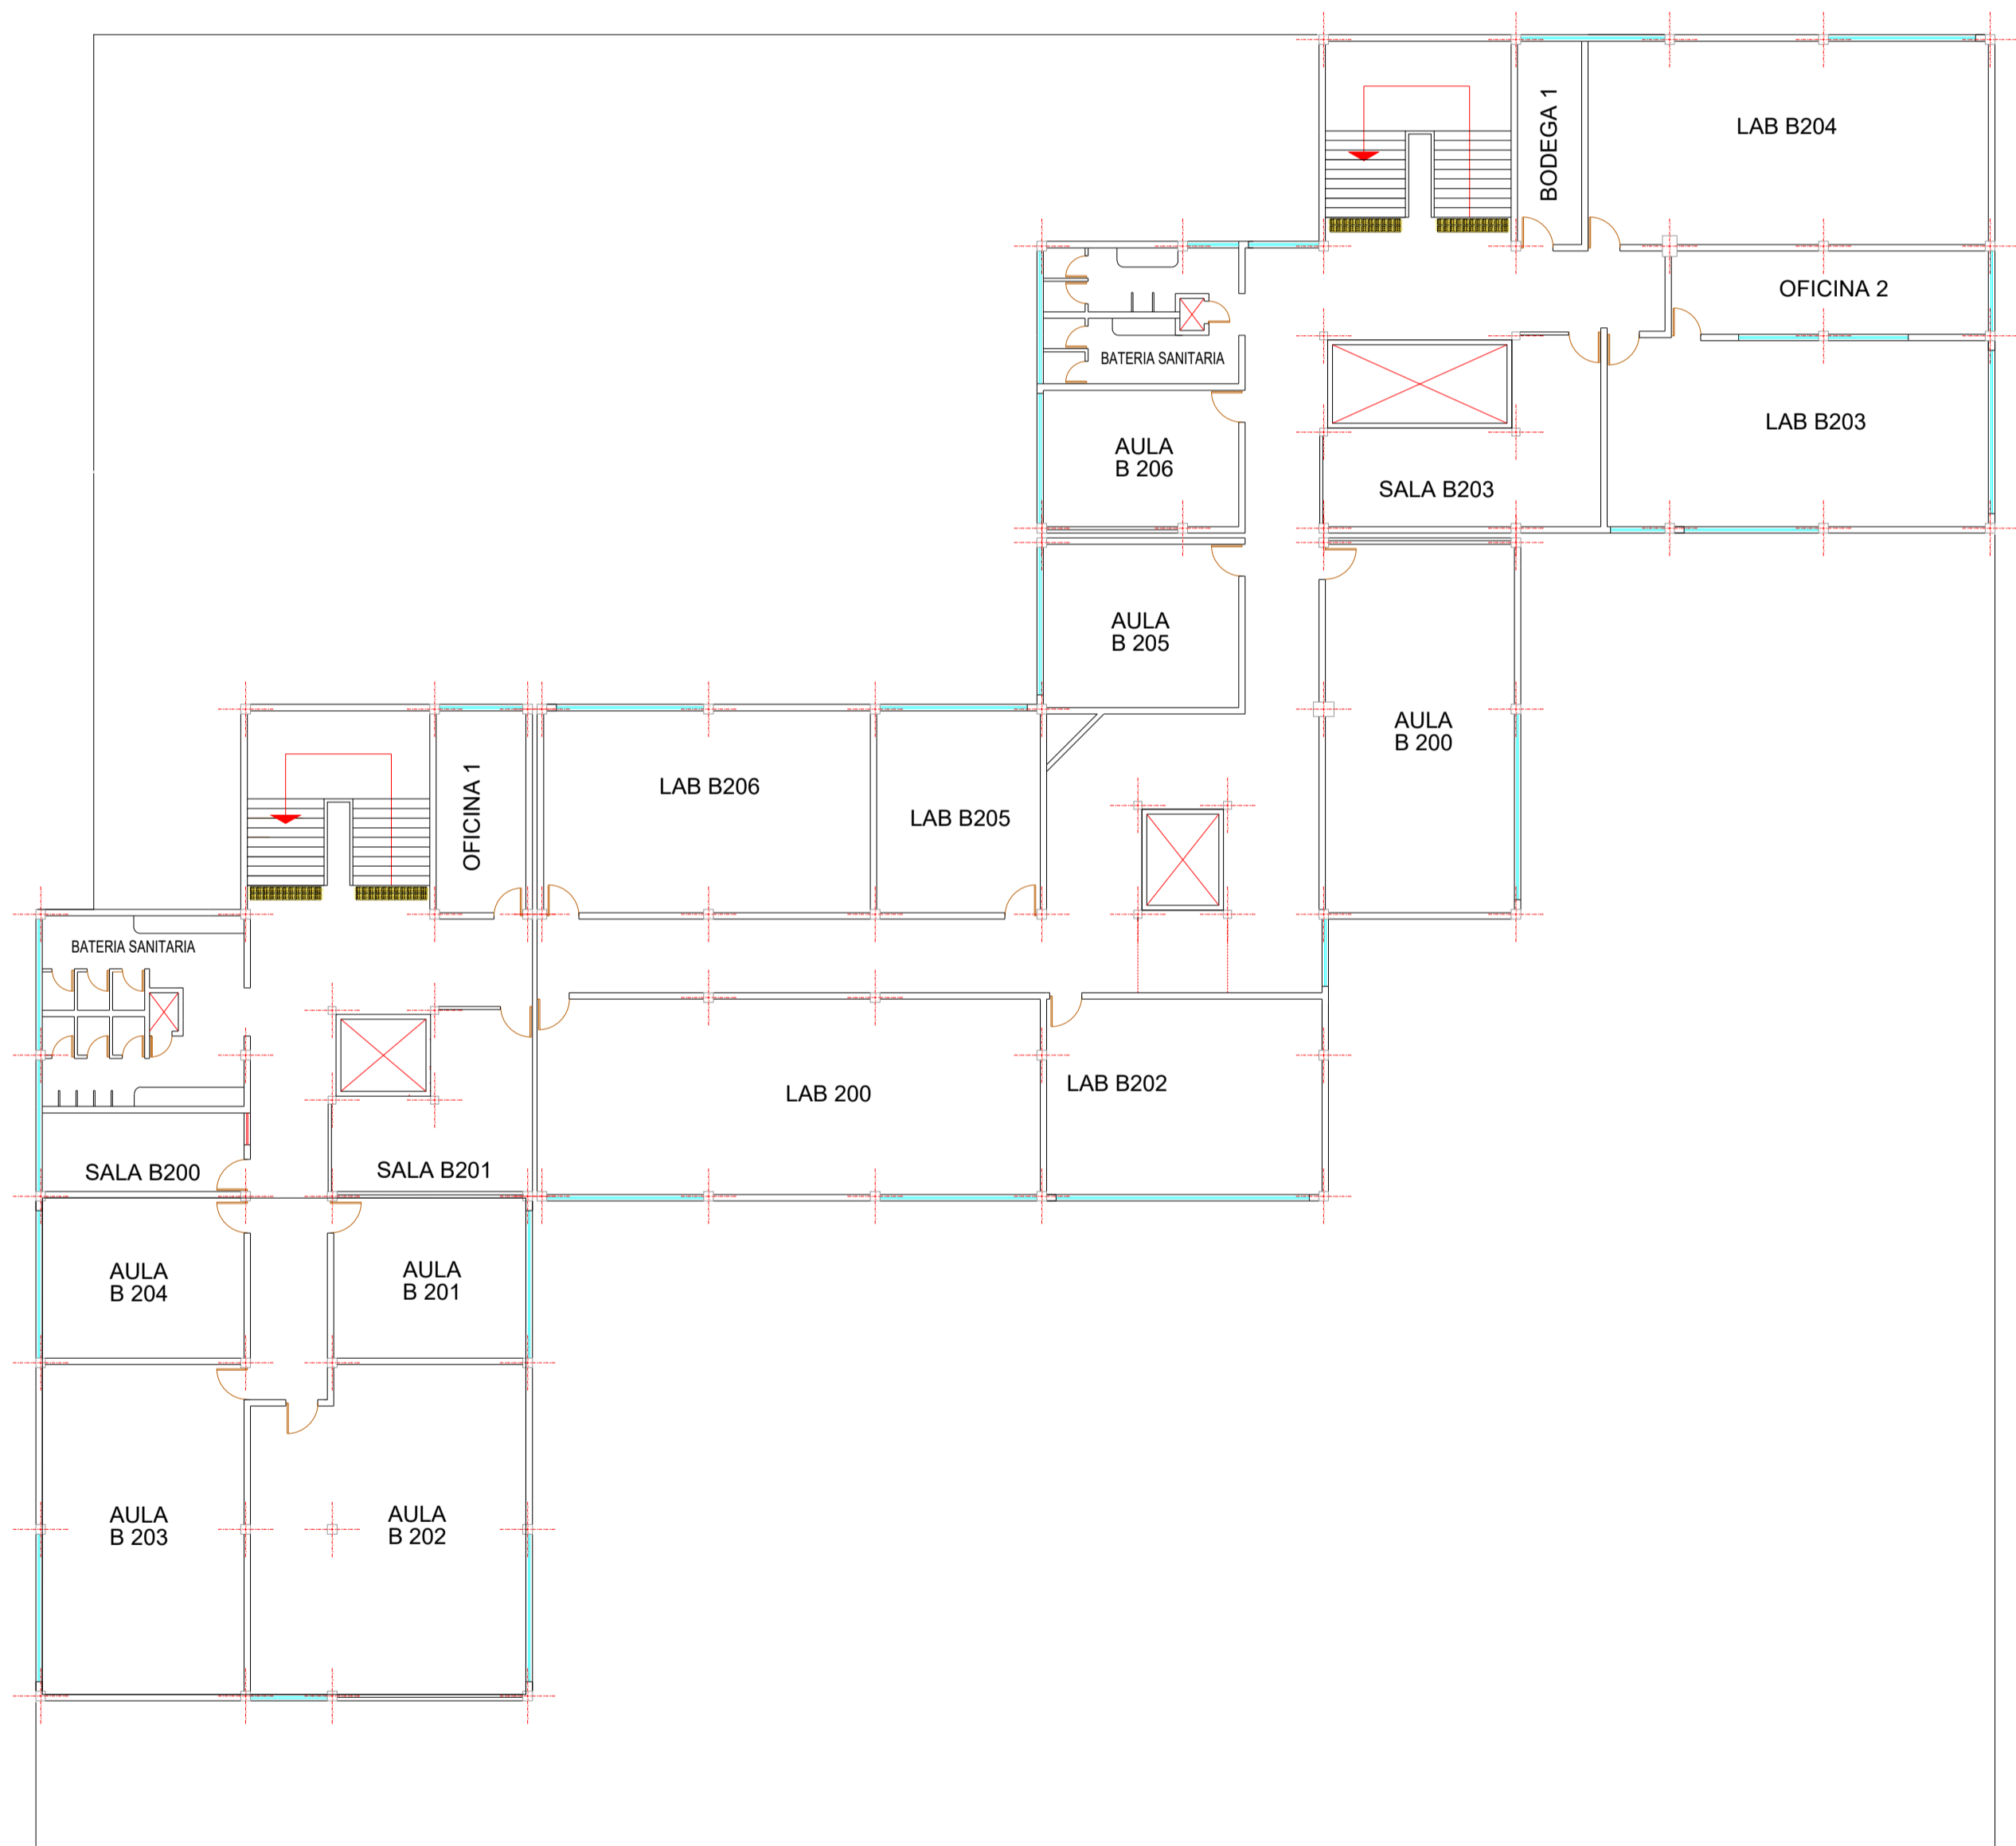 LAB B204
BODEGA 1
OFICINA 2
BATERIA SANITARIA
LAB B203
AULA
B 206
SALA B203
AULA
B 205
AULA
B 200
LAB B206
OFICINA 1
LAB B205
BATERIA SANITARIA
LAB B202
LAB 200
SALA B200
SALA B201
AULA
B 204
AULA
B 201
AULA
B 203
AULA
B 202